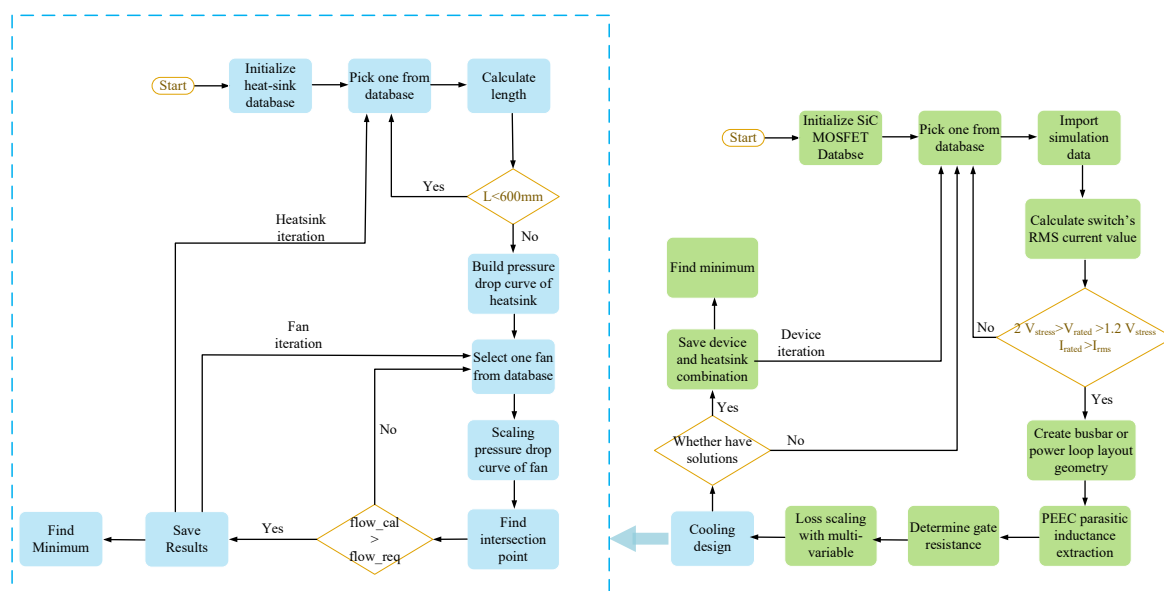 Start
Initialize
heat-sink
database
Pick one from
database
Calculate
length
Yes
L<600mm
No
Heatsink
iteration
Build pressure
drop curve of
heatsink
Fan
iteration
Select one fan
from database
No
Scaling
pressure drop
curve of fan
Find
Minimum
Save
Results
Yes
flow_cal
>
flow_req
Find
intersection
point
Start
Initialize SiC
MOSFET
Databse
Pick one from
database
Import
simulation
data
Calculate switch's
RMS current value
No
2 Vstress>Vrated >1.2 Vstress
Irated >Irms
Yes
Find minimum
Save device
and heatsink
combination
Device
iteration
Yes
Whether have
solutions
No
Create busbar or
power loop layout
geometry
Cooling
design
Loss scaling
with multi-
variable
Determine gate
resistance
PEEC parasitic
inductance
extraction